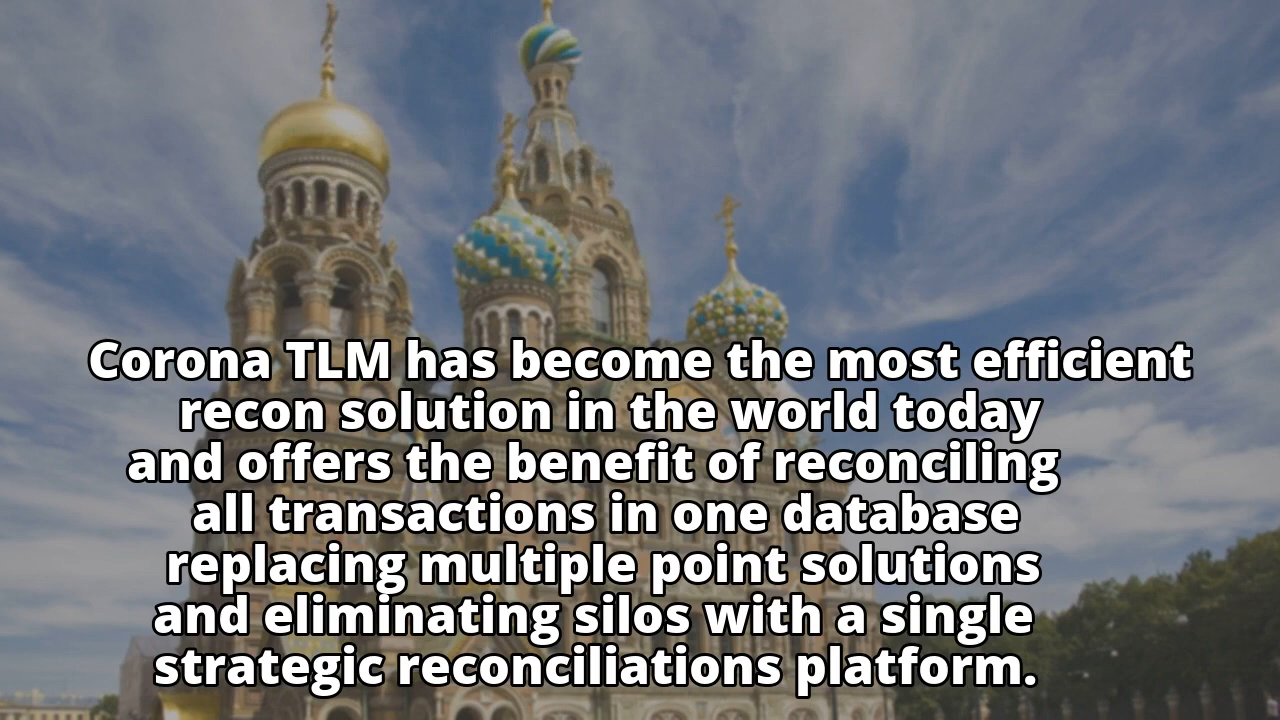 Corona TLM has become the most efficient
recon solution in the world today
and offers the benefit of reconciling
all transactions in one database
replacing multiple point solutions
and eliminating silos with a single
strategic reconciliations platform.